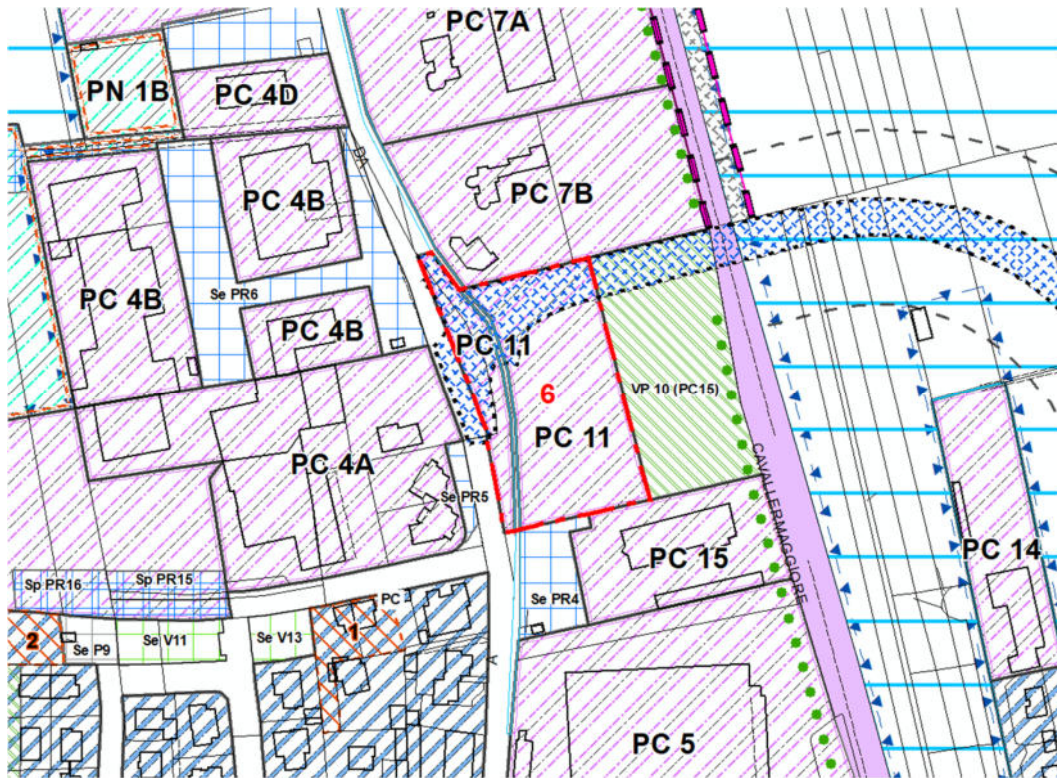 PC 7A
PN 1B
PC 4D
PC 7B
PC 4B
PC 4B
Se PR6
PC 4B
PC 11
VP 10 (PC15)
6
PC 11
PC 4A
Se PR5
CAVALLERMAGGIORE
PC 14
PC 15
Sp PR16
Sp PR15
Se PR4
PC
2
Se P9
Se V11
Se V13
1
A
PC 5